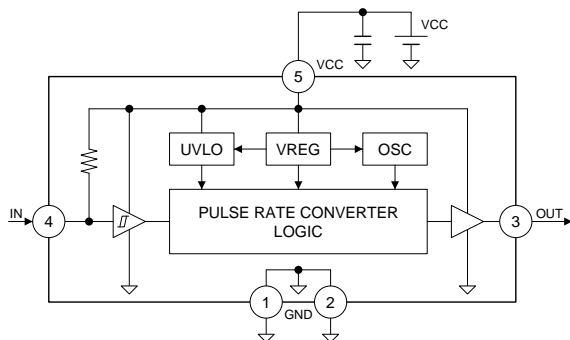 VCC
VCC
5
UVLO
VREG
OSC
IN
4
PULSE RATE CONVERTER
LOGIC
3
OUT
1
GND
2